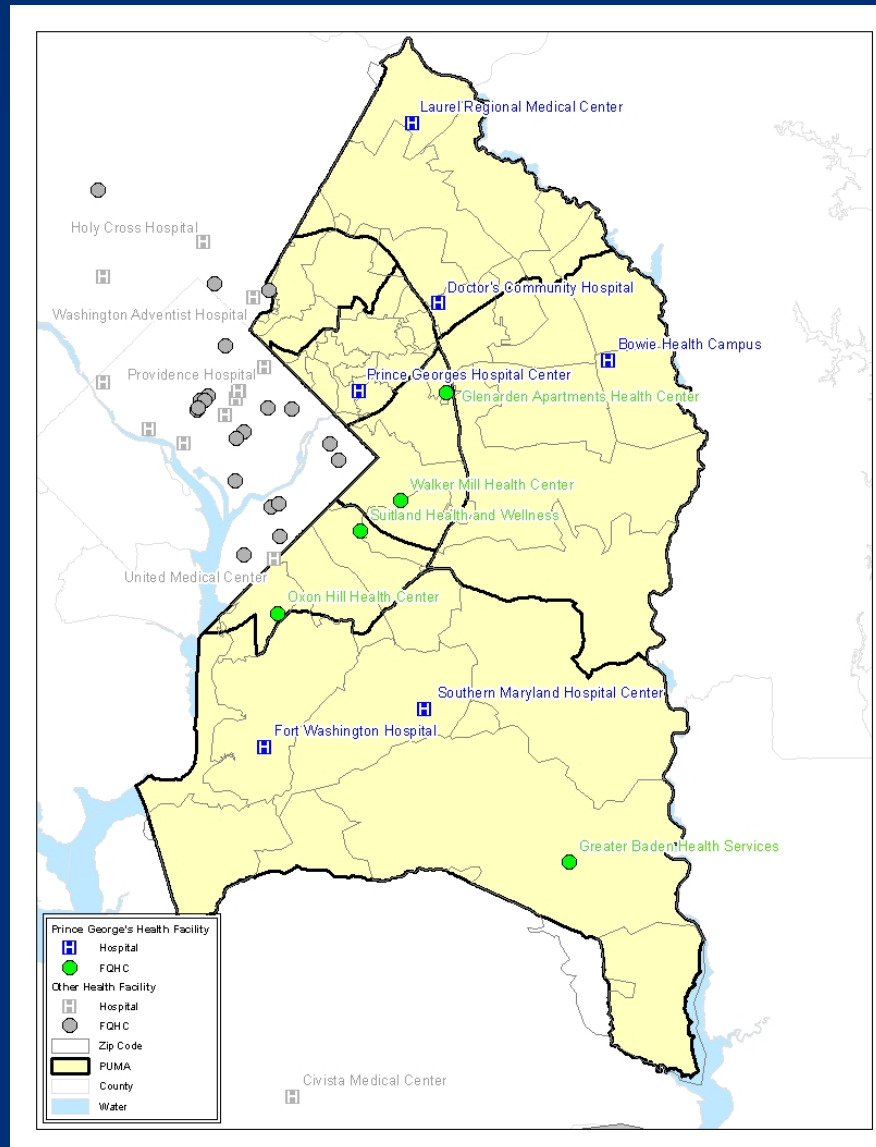 Laurel Regional Medical Center
Holy Cross Hospital
Doctor's Community Hospital
Washington Adventist Hospital
Bowie Health Campus
Providence Hospital
Prince Georges Hospital Center
Glenarden Apartments Health Center
Walker Mill Health Center
Suitland Health and Wellness
United Medical Center
Oxon Hill Health Center
Southern Maryland Hospital Center
Fort Washington Hospital
Greater Baden Health Services
Prince George's Health Facility
H Hospital
FQHC
Other Health Facility
H Hospital
FQHC
Zip Code
PUMA
County
Water
Civista Medical Center